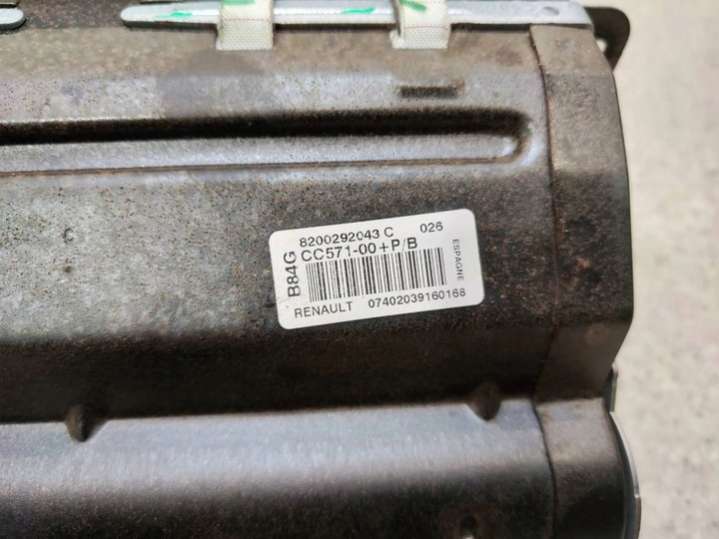 8200292043 C 026
B84G
CC571-00+P/B
ESPAGNE
RENAULT 07402039160168